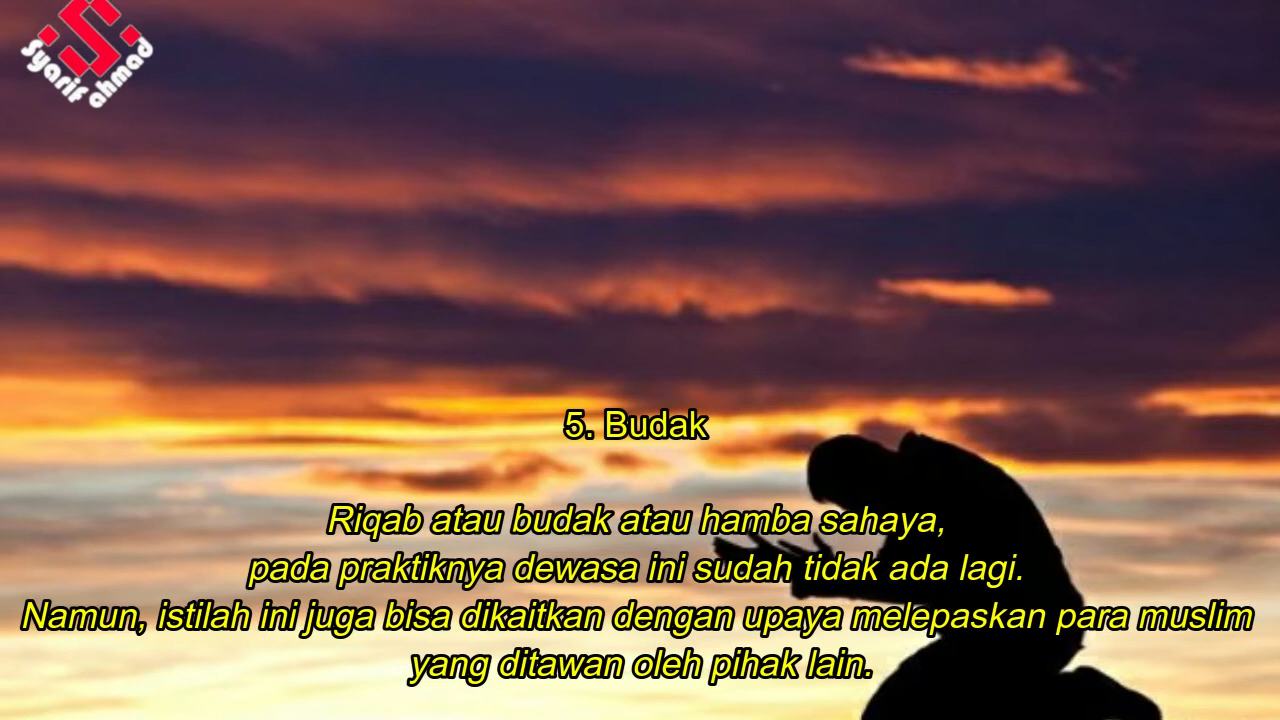 S
Syarif ahmad
5. Budak
Riqab atau budak atau hamba sahaya,
pada praktiknya dewasa ini sudah tidak ada lagi.
Namun, istilah ini juga bisa dikaitkan dengan upaya melepaskan para muslim
yang ditawan oleh pihak lain.